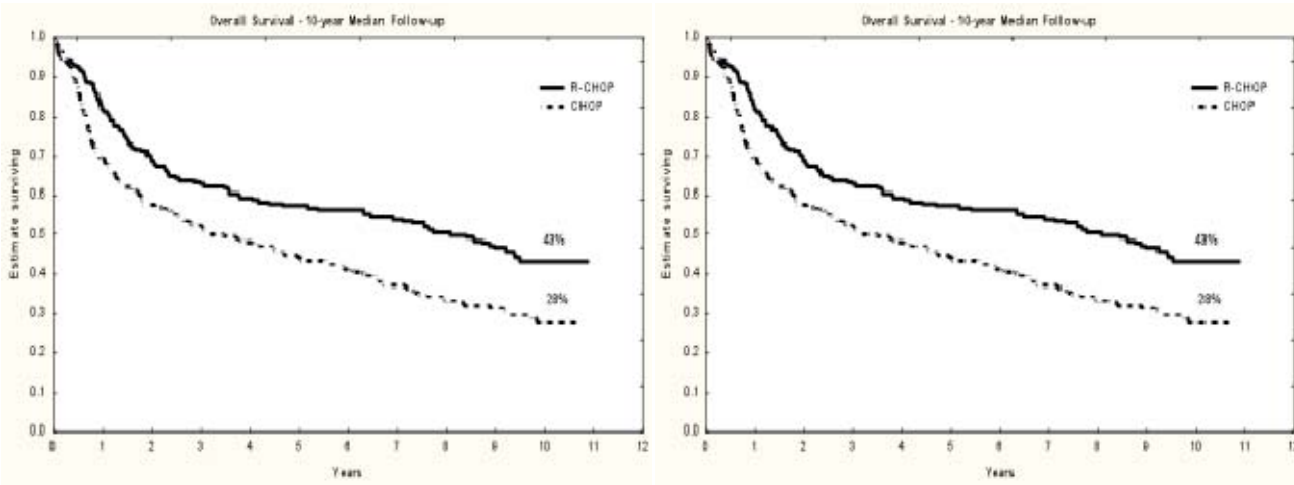 Overall Survival - 10-year Median Follow-up
1.0
0.9
0.8
0.7
0.6
0.5
0.4
0.3
0.2
0.1
0.0
Estimate surviving
R-CHOP
CHOP
43%
28%
0 1 2 3 4 5 6 7 8 9 10 11 12
Years
Overall Survival - 10-year Median Follow-up
1.0
0.9
0.8
0.7
0.6
0.5
0.4
0.3
0.2
0.1
0.0
Estimate surviving
R-CHOP
CHOP
43%
28%
0 1 2 3 4 5 6 7 8 9 10 11 12
Years